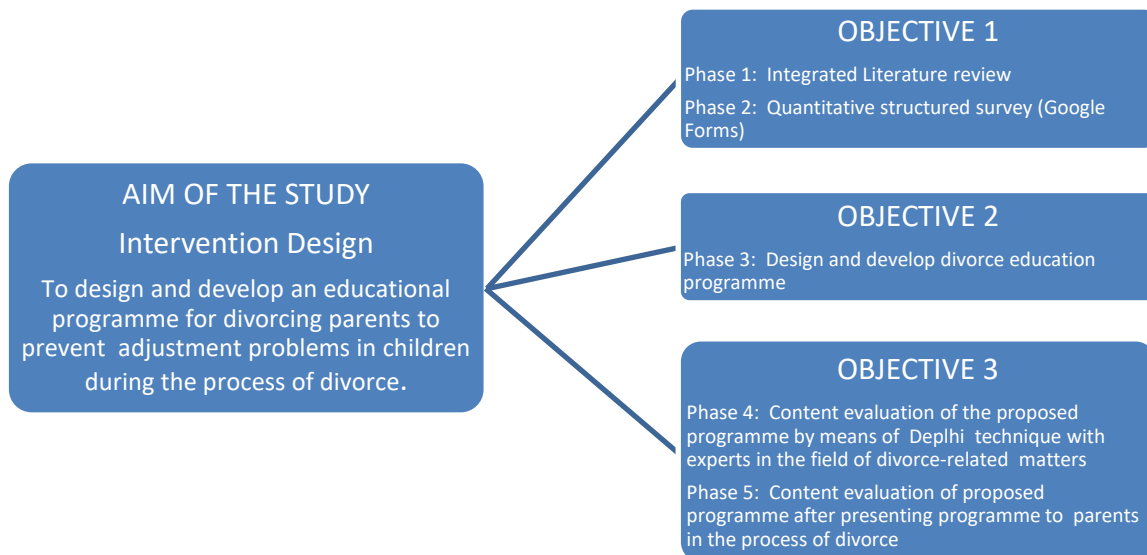 AIM OF THE STUDY
Intervention Design
To design and develop an educational
programme for divorcing parents to
prevent adjustment problems in children
during the process of divorce.
OBJECTIVE 1
Phase 1: Integrated Literature review
Phase 2: Quantitative structured survey (Google
Forms)
OBJECTIVE 2
Phase 3: Design and develop divorce education
programme
OBJECTIVE 3
Phase 4: Content evaluation of the proposed
programme by means of Deplhi technique with
experts in the field of divorce-related matters
Phase 5: Content evaluation of proposed
programme after presenting programme to parents
in the process of divorce